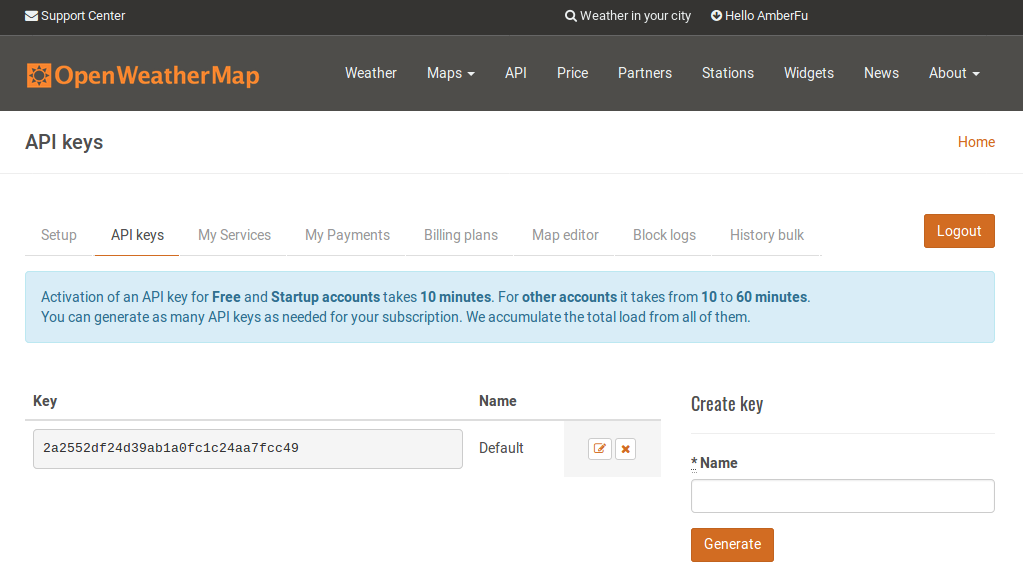 Support Center Weather in your city Hello AmberFu
OpenWeatherMap Weather Maps API Price Partners Stations Widgets News About
API keys Home
Setup API keys My Services My Payments Billing plans Map editor Block logs History bulk Logout
Activation of an API key for Free and Startup accounts takes 10 minutes. For other accounts it takes from 10 to 60 minutes.
You can generate as many API keys as needed for your subscription. We accumulate the total load from all of them.
Key Name Create key
2a2552df24d39ab1a0fc1c24aa7fcc49 Default
* Name
Generate